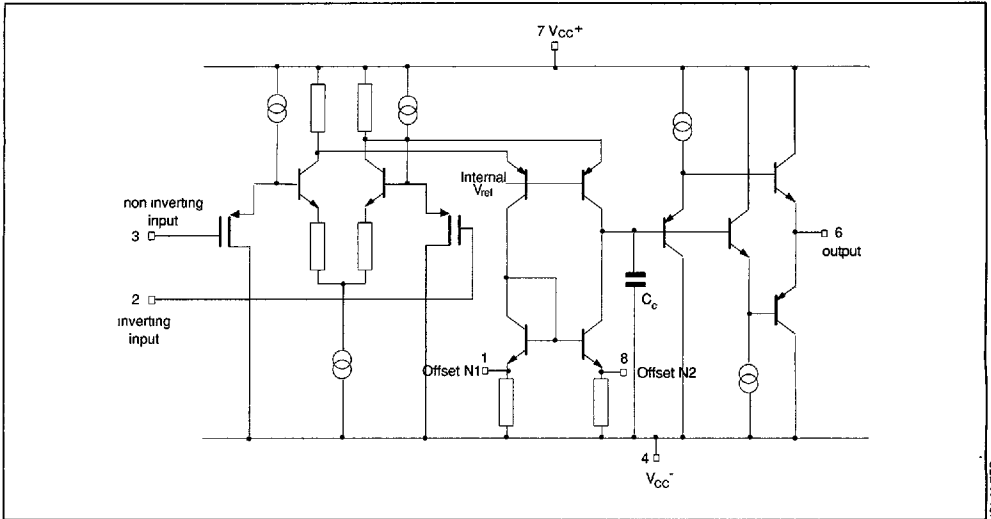 7 VCC+
Internal
Vref
non inverting
input
3
6
output
2
inverting
input
Cc
1
Offset N1
8
Offset N2
4
VCC-